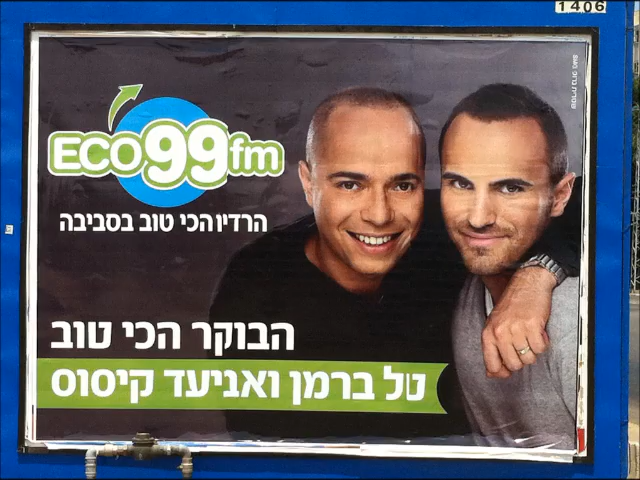 1406
ECO99fm
הרדיו הכי טוב בסביבה
הבוקר הכי טוב
טל ברמן ואביעד קיסוס